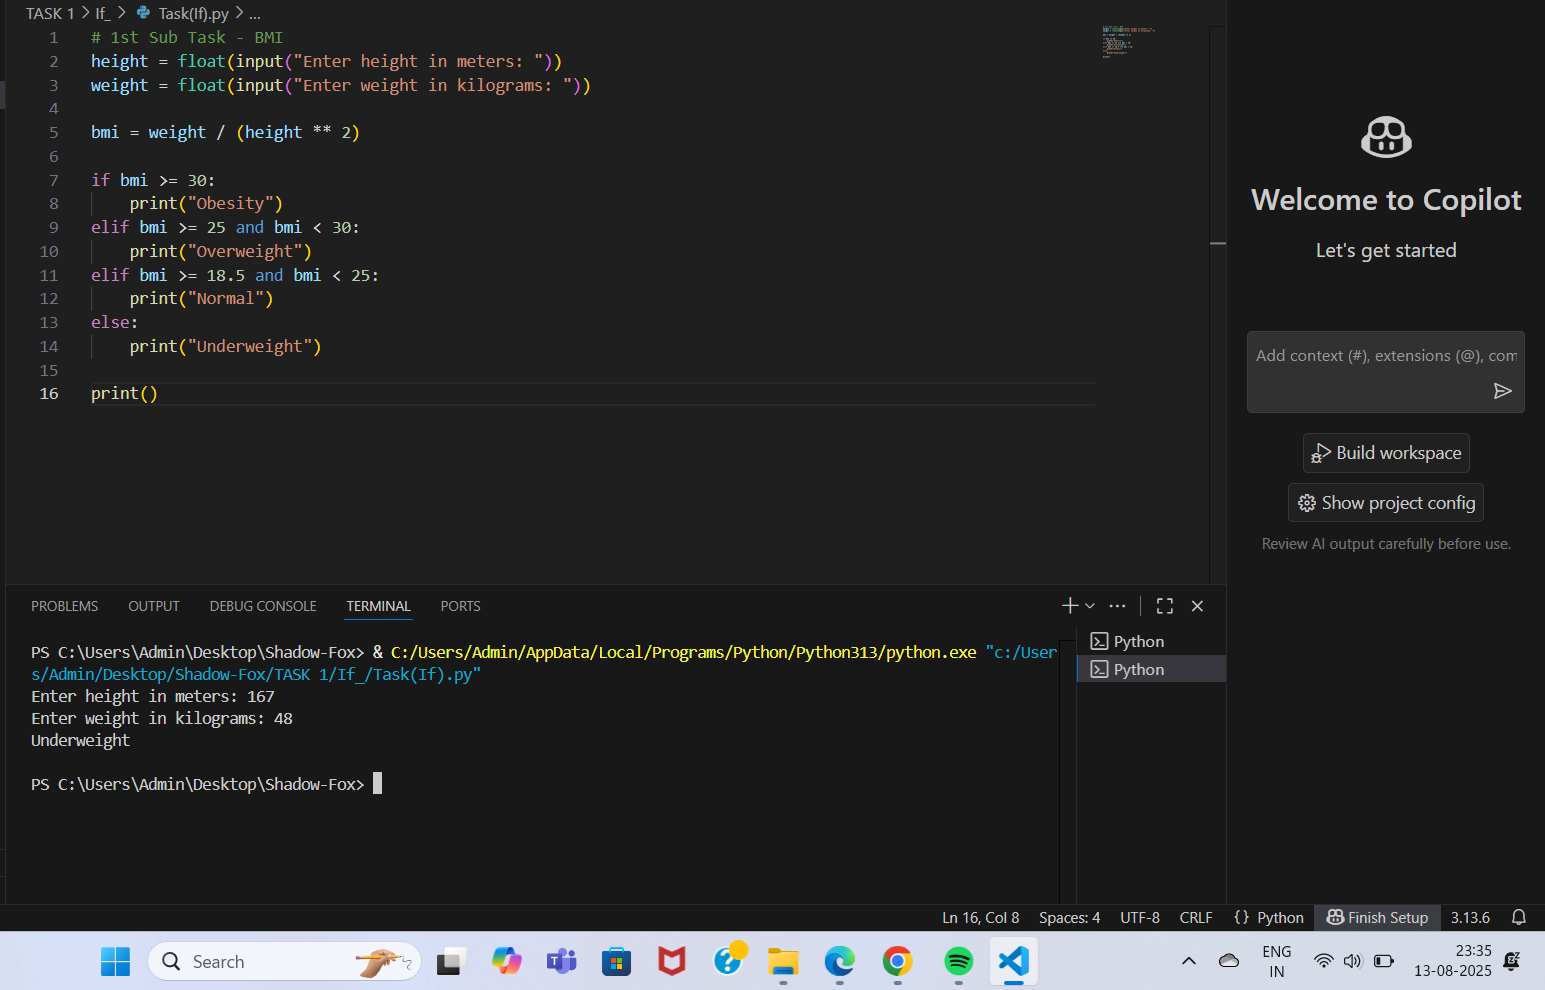 TASK 1 > If_ > Task(If).py > ...
1 # 1st Sub Task - BMI
2 height = float(input("Enter height in meters: "))
3 weight = float(input("Enter weight in kilograms: "))
4
5 bmi = weight / (height ** 2)
6
7 if bmi >= 30:
8     print("Obesity")
9 elif bmi >= 25 and bmi < 30:
10     print("Overweight")
11 elif bmi >= 18.5 and bmi < 25:
12     print("Normal")
13 else:
14     print("Underweight")
15
16 print()
Welcome to Copilot
Let's get started
Add context (#), extensions (@), com
Build workspace
Show project config
Review AI output carefully before use.
PROBLEMS OUTPUT DEBUG CONSOLE TERMINAL PORTS
PS C:\Users\Admin\Desktop\Shadow-Fox> & C:/Users/Admin/AppData/Local/Programs/Python/Python313/python.exe "c:/User
s/Admin/Desktop/Shadow-Fox/TASK 1/If_/Task(If).py"
Enter height in meters: 167
Enter weight in kilograms: 48
Underweight
PS C:\Users\Admin\Desktop\Shadow-Fox>
Python
Python
Ln 16, Col 8 Spaces: 4 UTF-8 CRLF {} Python Finish Setup 3.13.6
Search
ENG
IN
23:35
13-08-2025